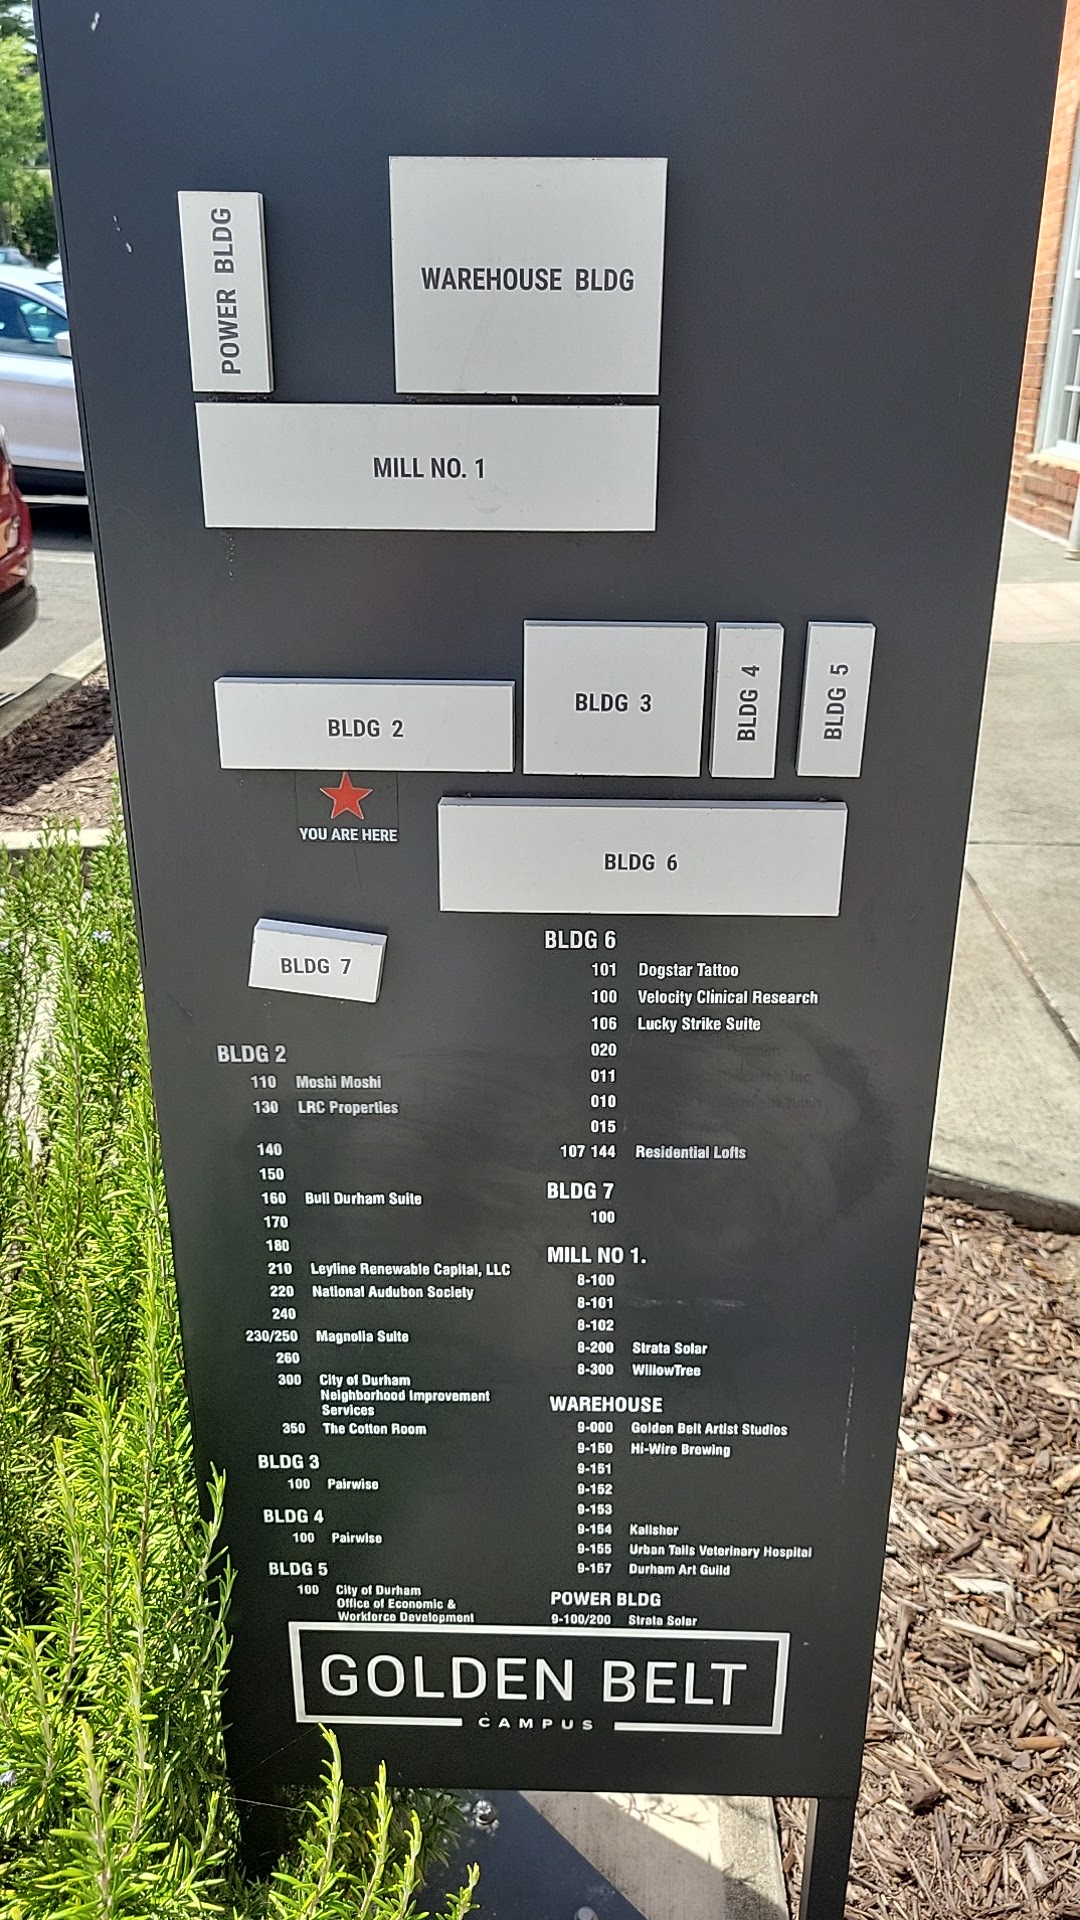 POWER BLDG
WAREHOUSE BLDG
MILL NO. 1
BLDG 2
BLDG 3
BLDG 4
BLDG 5
YOU ARE HERE
BLDG 6
BLDG 7
BLDG 2
110 Moshi Moshi
130 LRC Properties
140
150
160 Bull Durham Suite
170
180
210 Leyline Renewable Capital, LLC
220 National Audubon Society
240
230/250 Magnolia Suite
260
300 City of Durham
Neighborhood Improvement
Services
350 The Cotton Room
BLDG 3
100 Pairwise
BLDG 4
100 Pairwise
BLDG 5
100 City of Durham
Office of Economic &
Workforce Development
BLDG 6
101 Dogstar Tattoo
100 Velocity Clinical Research
106 Lucky Strike Suite
020
011
010
015
107 144 Residential Lofts
BLDG 7
100
MILL NO 1.
8-100
8-101
8-102
8-200 Strata Solar
8-300 WillowTree
WAREHOUSE
9-000 Golden Belt Artist Studios
9-150 Hi-Wire Brewing
9-151
9-152
9-153
9-154 Kalisher
9-155 Urban Tails Veterinary Hospital
9-157 Durham Art Guild
POWER BLDG
9-100/200 Strata Solar
GOLDEN BELT
CAMPUS